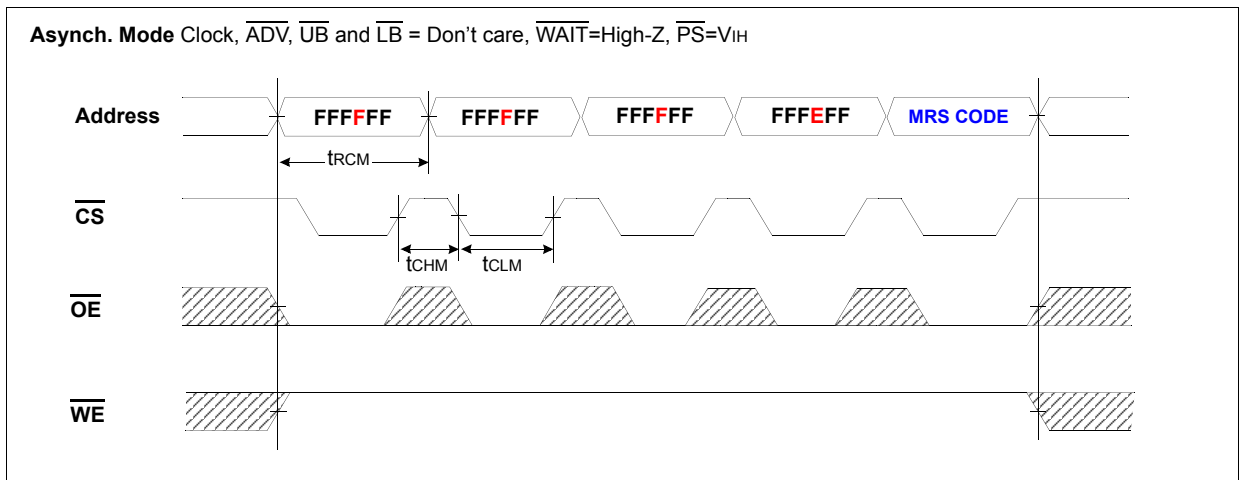 Asynch. Mode Clock, ADV, UB and LB = Don't care, WAIT=High-Z, PS=VIH
Address FFFFFF FFFFFF FFFFFF FFFEFF MRS CODE
tRCM
CS
tCHM tCLM
OE
WE